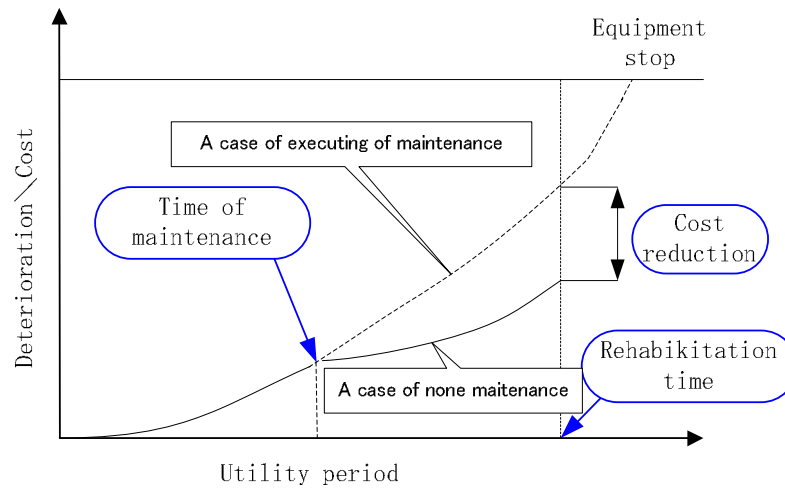 Equipment
stop
A case of executing of maintenance
Deterioration\Cost
Time of
maintenance
Cost
reduction
Rehabikitation
time
A case of none maitenance
Utility period